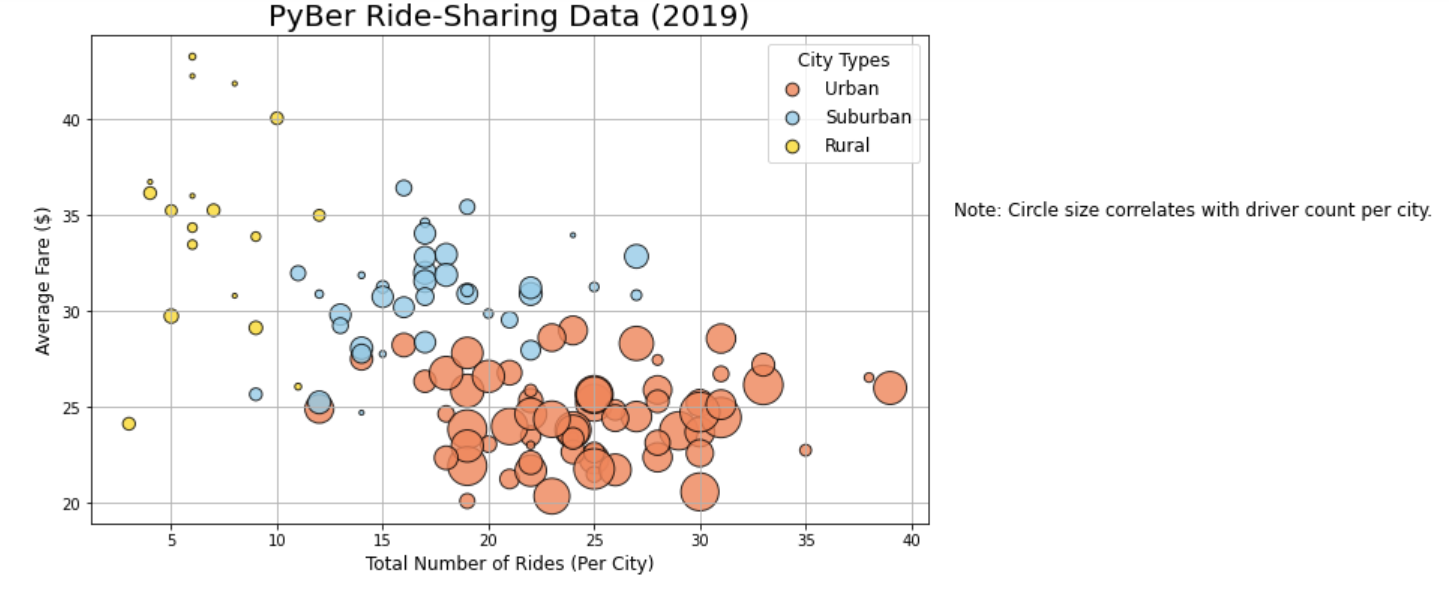 PyBer Ride-Sharing Data (2019)
City Types
Urban
Suburban
Rural
40
35
30
25
20
Average Fare ($)
5 10 15 20 25 30 35 40
Total Number of Rides (Per City)
Note: Circle size correlates with driver count per city.